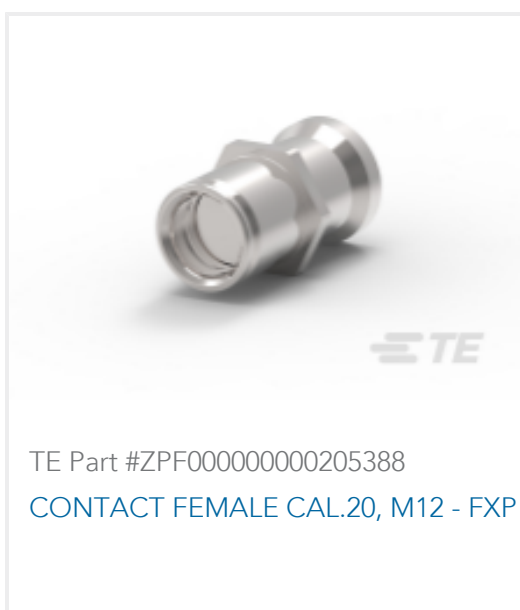 TE
TE Part #ZPF000000000205388
CONTACT FEMALE CAL.20, M12 - FXP